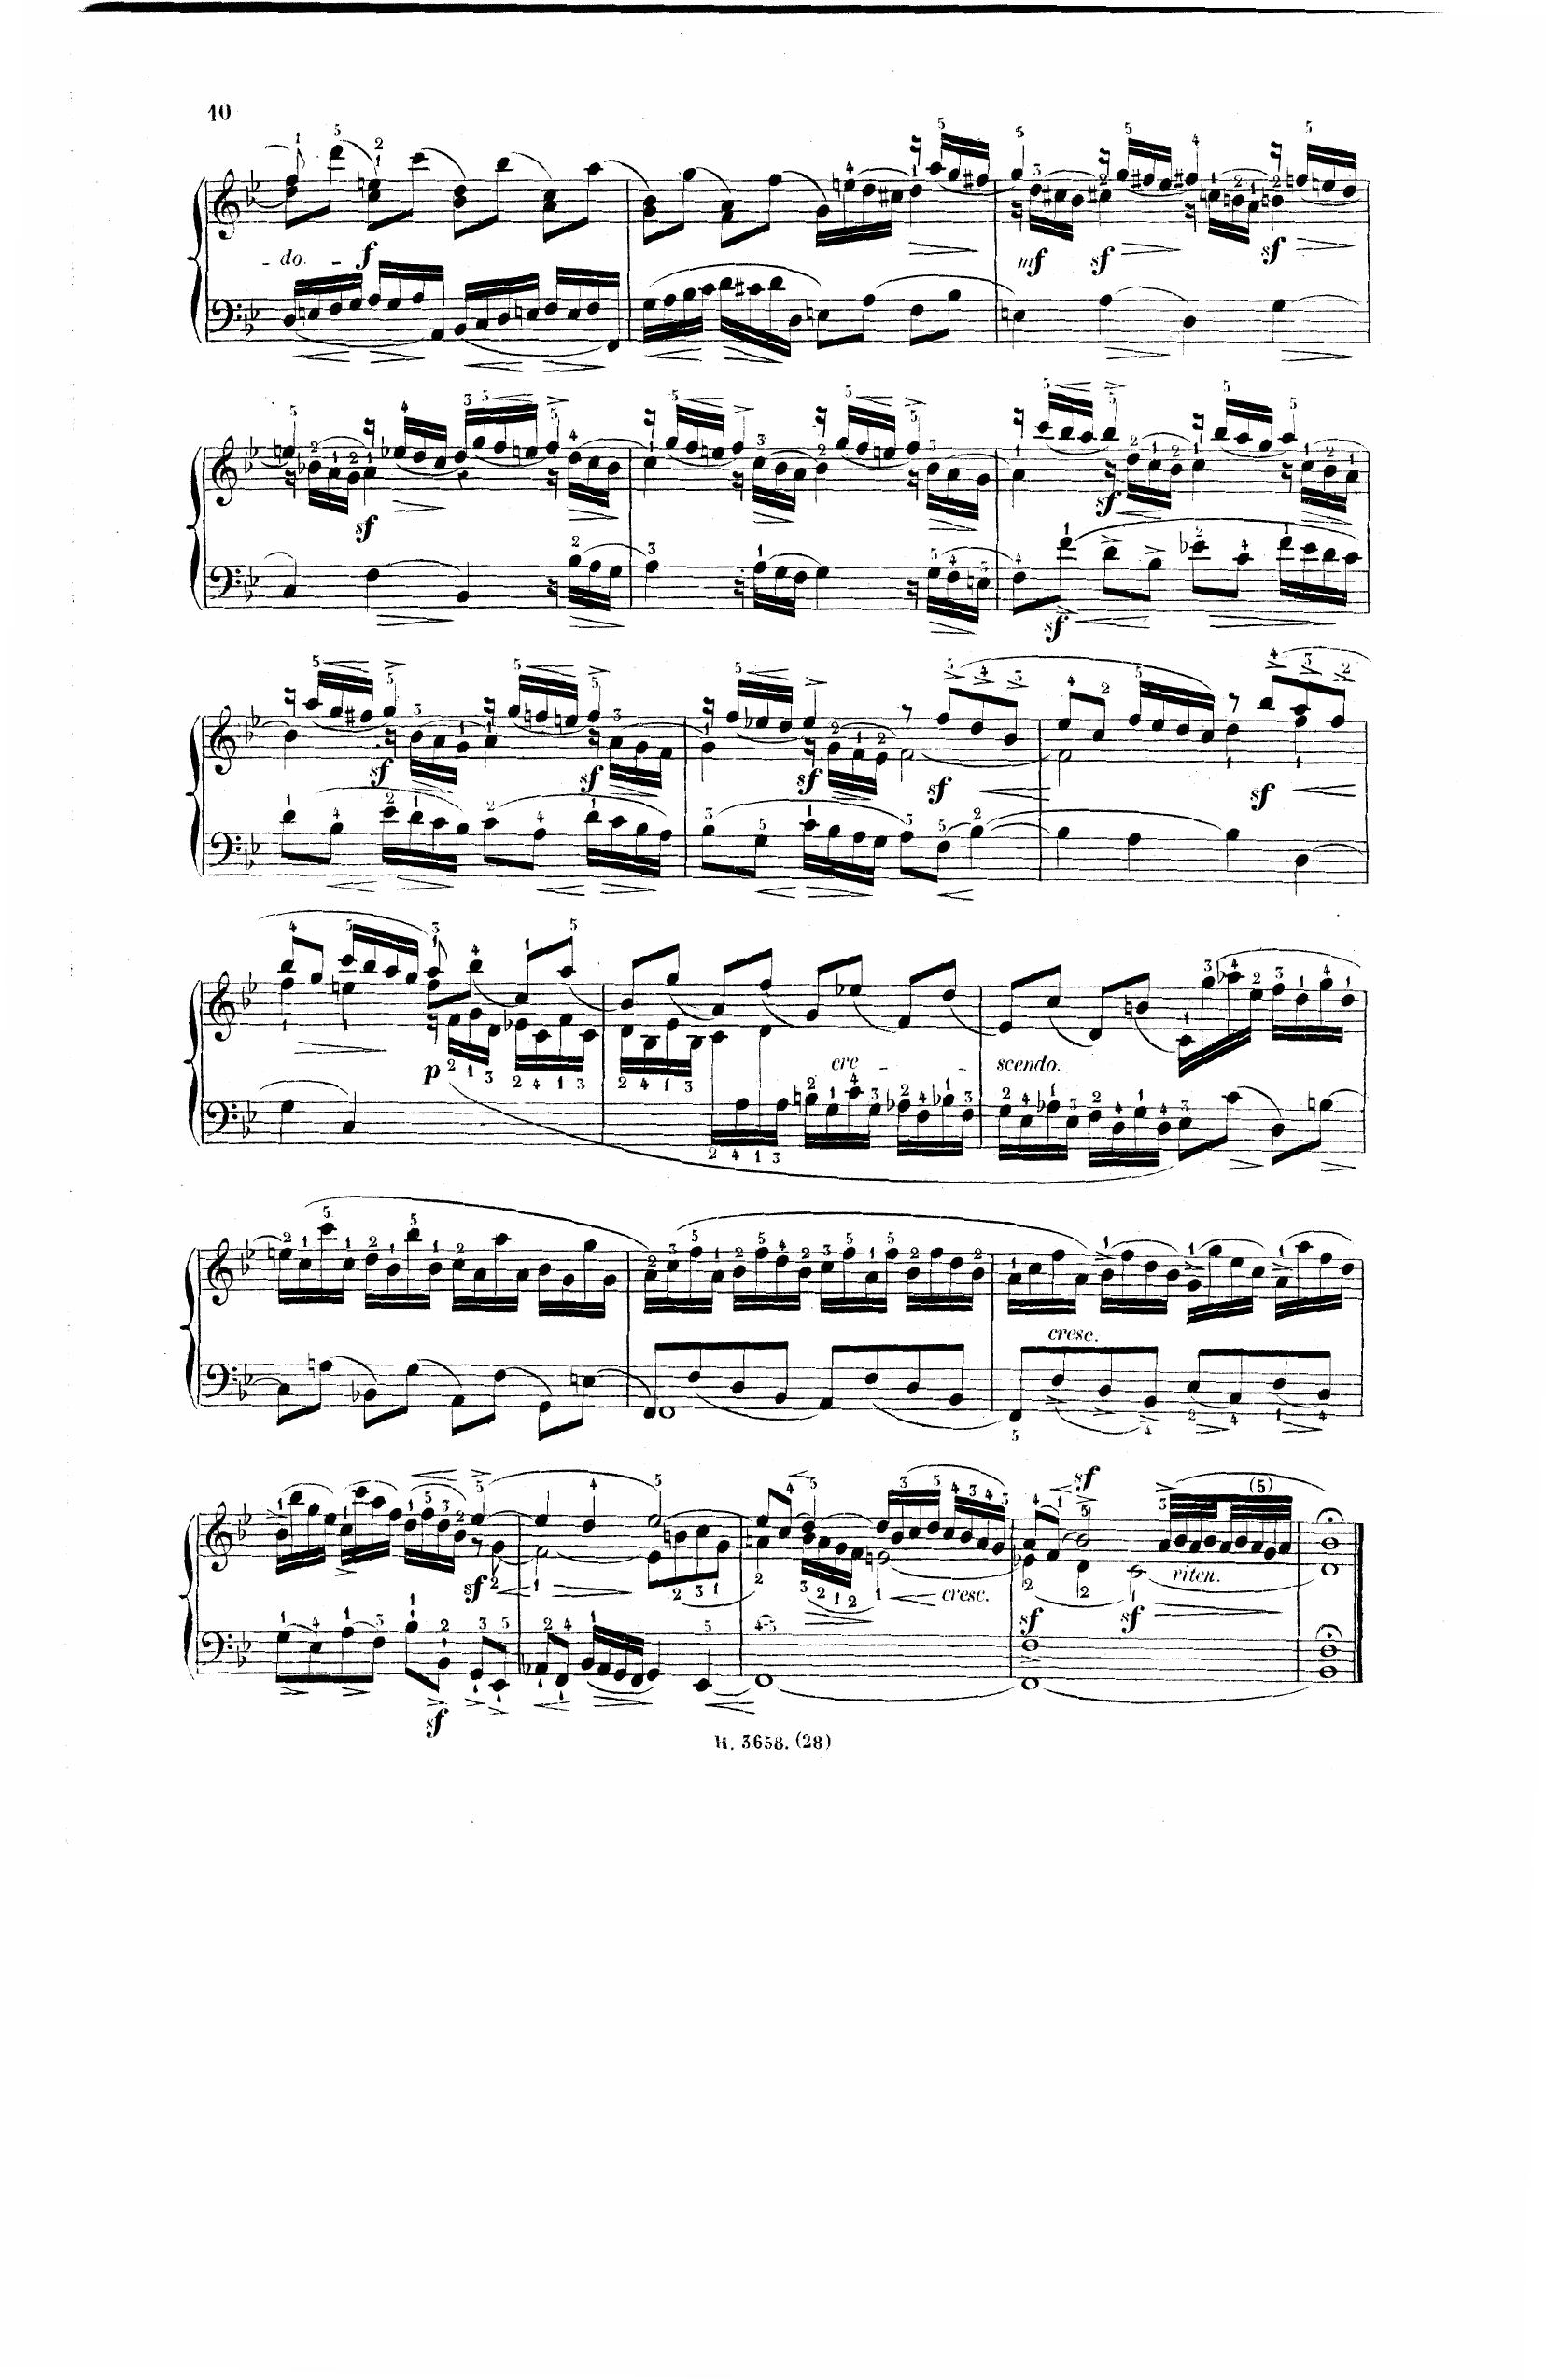 10
do.
f
mf sf sf
sf
sf
sf sf
sf sf sf
p cre
scendo.
cresc.
sf
sf
sf
cresc.
riten.
sf sf
H. 3658. (28)